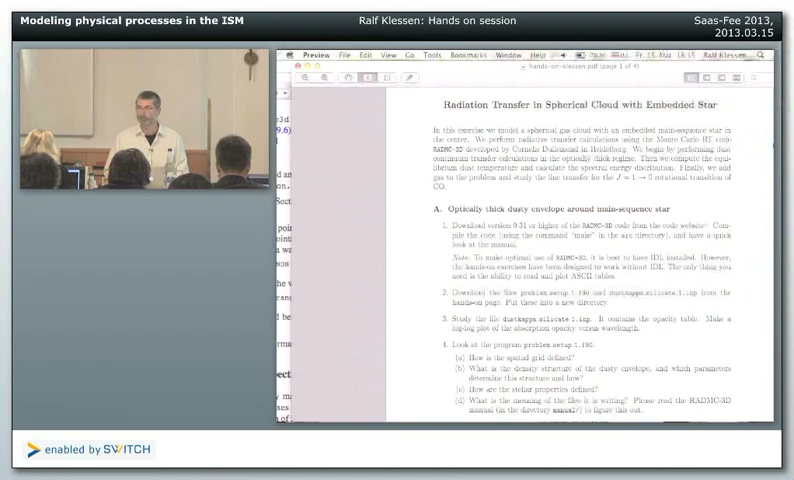 Modeling physical processes in the ISM
Ralf Klessen: Hands on session
Saas-Fee 2013,
2013.03.15
Preview File Edit View Go Tools Bookmarks Window Help
Fr. 15. Mar 18:15 Ralf Klessen
hands-on-klessen.pdf (page 1 of 4)
Radiation Transfer in Spherical Cloud with Embedded Star
In this exercise we model a spherical gas cloud with an embedded main-sequence star in
the center. We perform radiative transfer calculations using the Monte Carlo RT code
RADMC-3D developed by Cornelis Dullemond in Heidelberg. We begin by performing dust
continuum transfer calculations in the optically thick regime. Then we compute the equi-
librium dust temperature and calculate the spectral energy distribution. Finally, we add
gas to the problem and study the line transfer for the J = 1 → 0 rotational transition of
CO.
A. Optically thick dusty envelope around main-sequence star
1. Download version 0.31 or higher of the RADMC-3D code from the code website. Com-
pile the code (using the command "make" in the src directory), and have a quick
look at the manual.
Note: To make optimal use of RADMC-3D, it is best to have IDL installed. However,
the hands-on exercises have been designed to work without IDL. The only thing you
need is the ability to read and plot ASCII tables.
2. Download the files problem_setup_1.f90 and dustkappa_silicate_1.inp from the
hands-on page. Put these into a new directory.
3. Study the file dustkappa_silicate_1.inp. It contains the opacity table. Make a
log-log plot of the absorption opacity versus wavelength.
4. Look at the program problem_setup_1.f90.
(a) How is the spatial grid defined?
(b) What is the density structure of the dusty envelope, and which parameters
determine this structure and how?
(c) How are the stellar properties defined?
(d) What is the meaning of the files it is writing? Please read the RADMC-3D
manual (in the directory manual/) to figure this out.
enabled by SWITCH